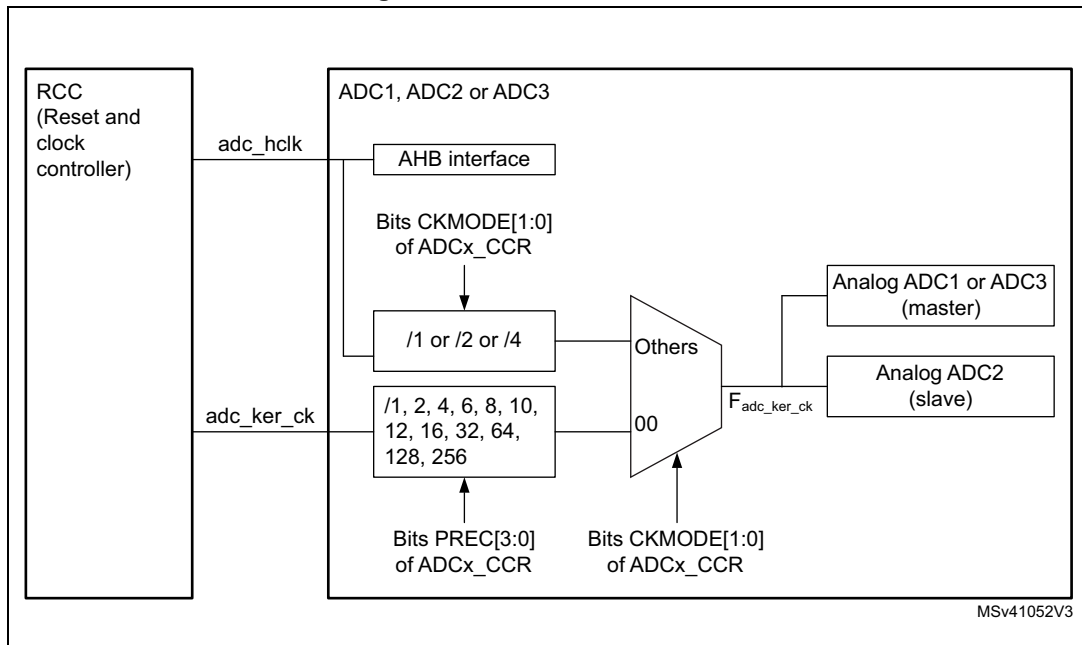 RCC
(Reset and
clock
controller)
adc_hclk
adc_ker_ck
ADC1, ADC2 or ADC3
AHB interface
Bits CKMODE[1:0]
of ADCx_CCR
/1 or /2 or /4
/1, 2, 4, 6, 8, 10,
12, 16, 32, 64,
128, 256
Bits PREC[3:0]
of ADCx_CCR
Others
00
Bits CKMODE[1:0]
of ADCx_CCR
Fadc_ker_ck
Analog ADC1 or ADC3
(master)
Analog ADC2
(slave)
MSv41052V3